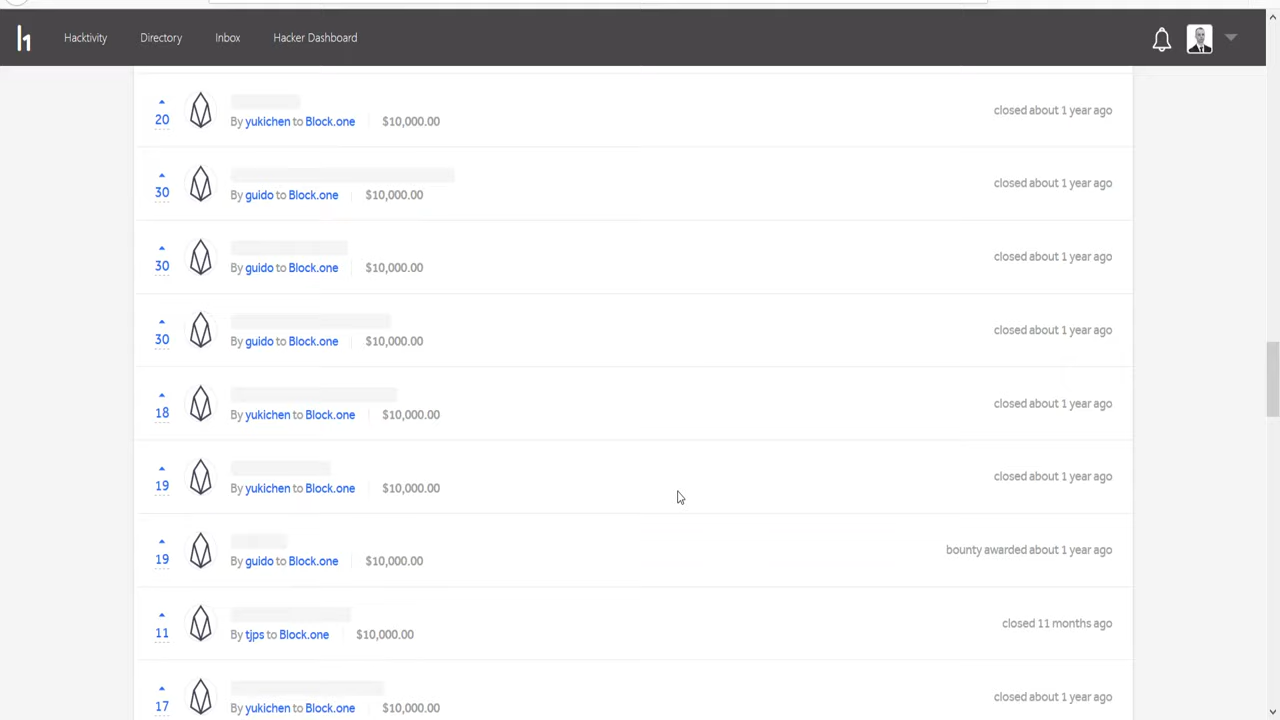 h1 Hacktivity Directory Inbox Hacker Dashboard
20
By yukichen to Block.one $10,000.00 closed about 1 year ago
30
By guido to Block.one $10,000.00 closed about 1 year ago
30
By guido to Block.one $10,000.00 closed about 1 year ago
30
By guido to Block.one $10,000.00 closed about 1 year ago
18
By yukichen to Block.one $10,000.00 closed about 1 year ago
19
By yukichen to Block.one $10,000.00 closed about 1 year ago
19
By guido to Block.one $10,000.00 bounty awarded about 1 year ago
11
By tjps to Block.one $10,000.00 closed 11 months ago
17
By yukichen to Block.one $10,000.00 closed about 1 year ago